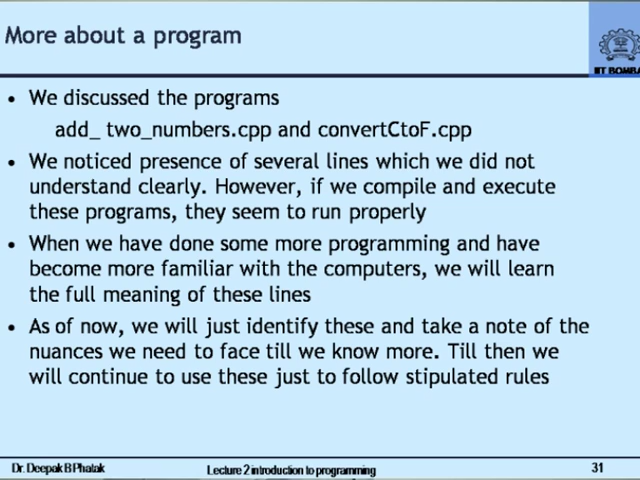 More about a program
IIT BOMBA
• We discussed the programs
add_ two_numbers.cpp and convertCtoF.cpp
• We noticed presence of several lines which we did not
understand clearly. However, if we compile and execute
these programs, they seem to run properly
• When we have done some more programming and have
become more familiar with the computers, we will learn
the full meaning of these lines
• As of now, we will just identify these and take a note of the
nuances we need to face till we know more. Till then we
will continue to use these just to follow stipulated rules
Dr. Deepak B Phatak
Lecture 2 introduction to programming
31